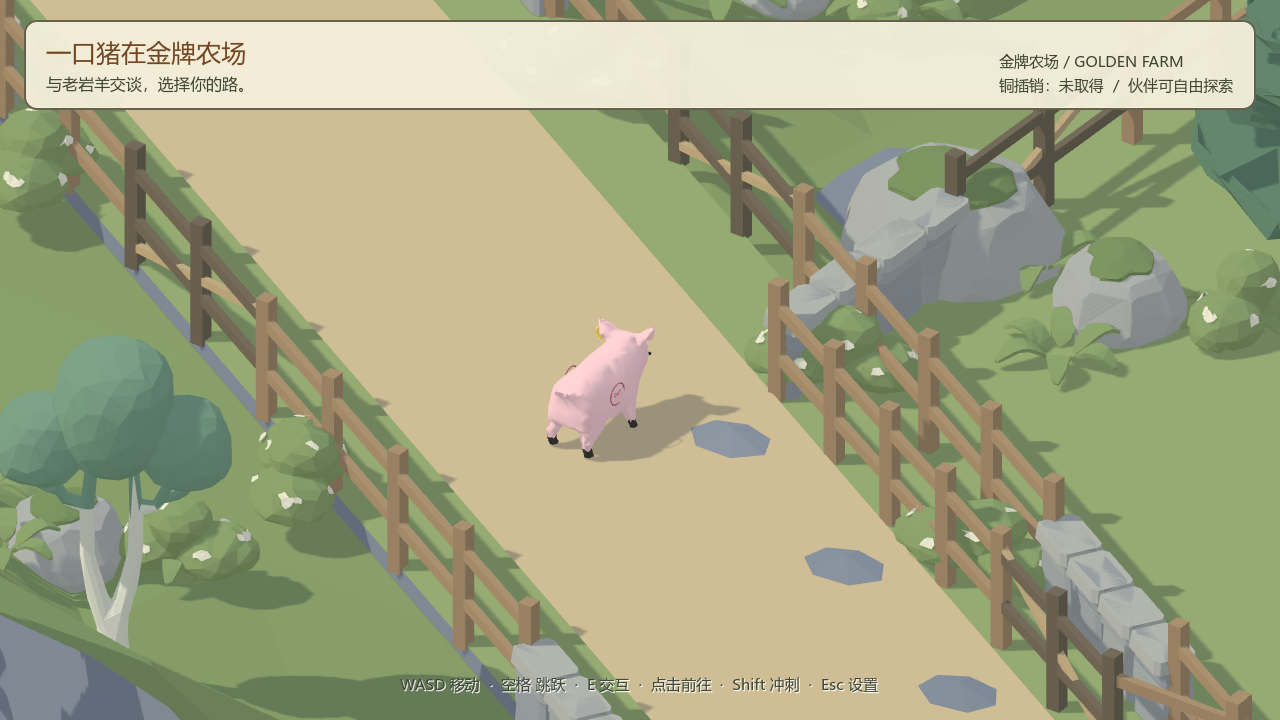 一口猪在金牌农场
与老岩羊交谈，选择你的路。
金牌农场 / GOLDEN FARM
铜插销：未取得 / 伙伴可自由探索
WASD 移动 · 空格 跳跃 · E 交互 · 点击前往 · Shift 冲刺 · Esc 设置